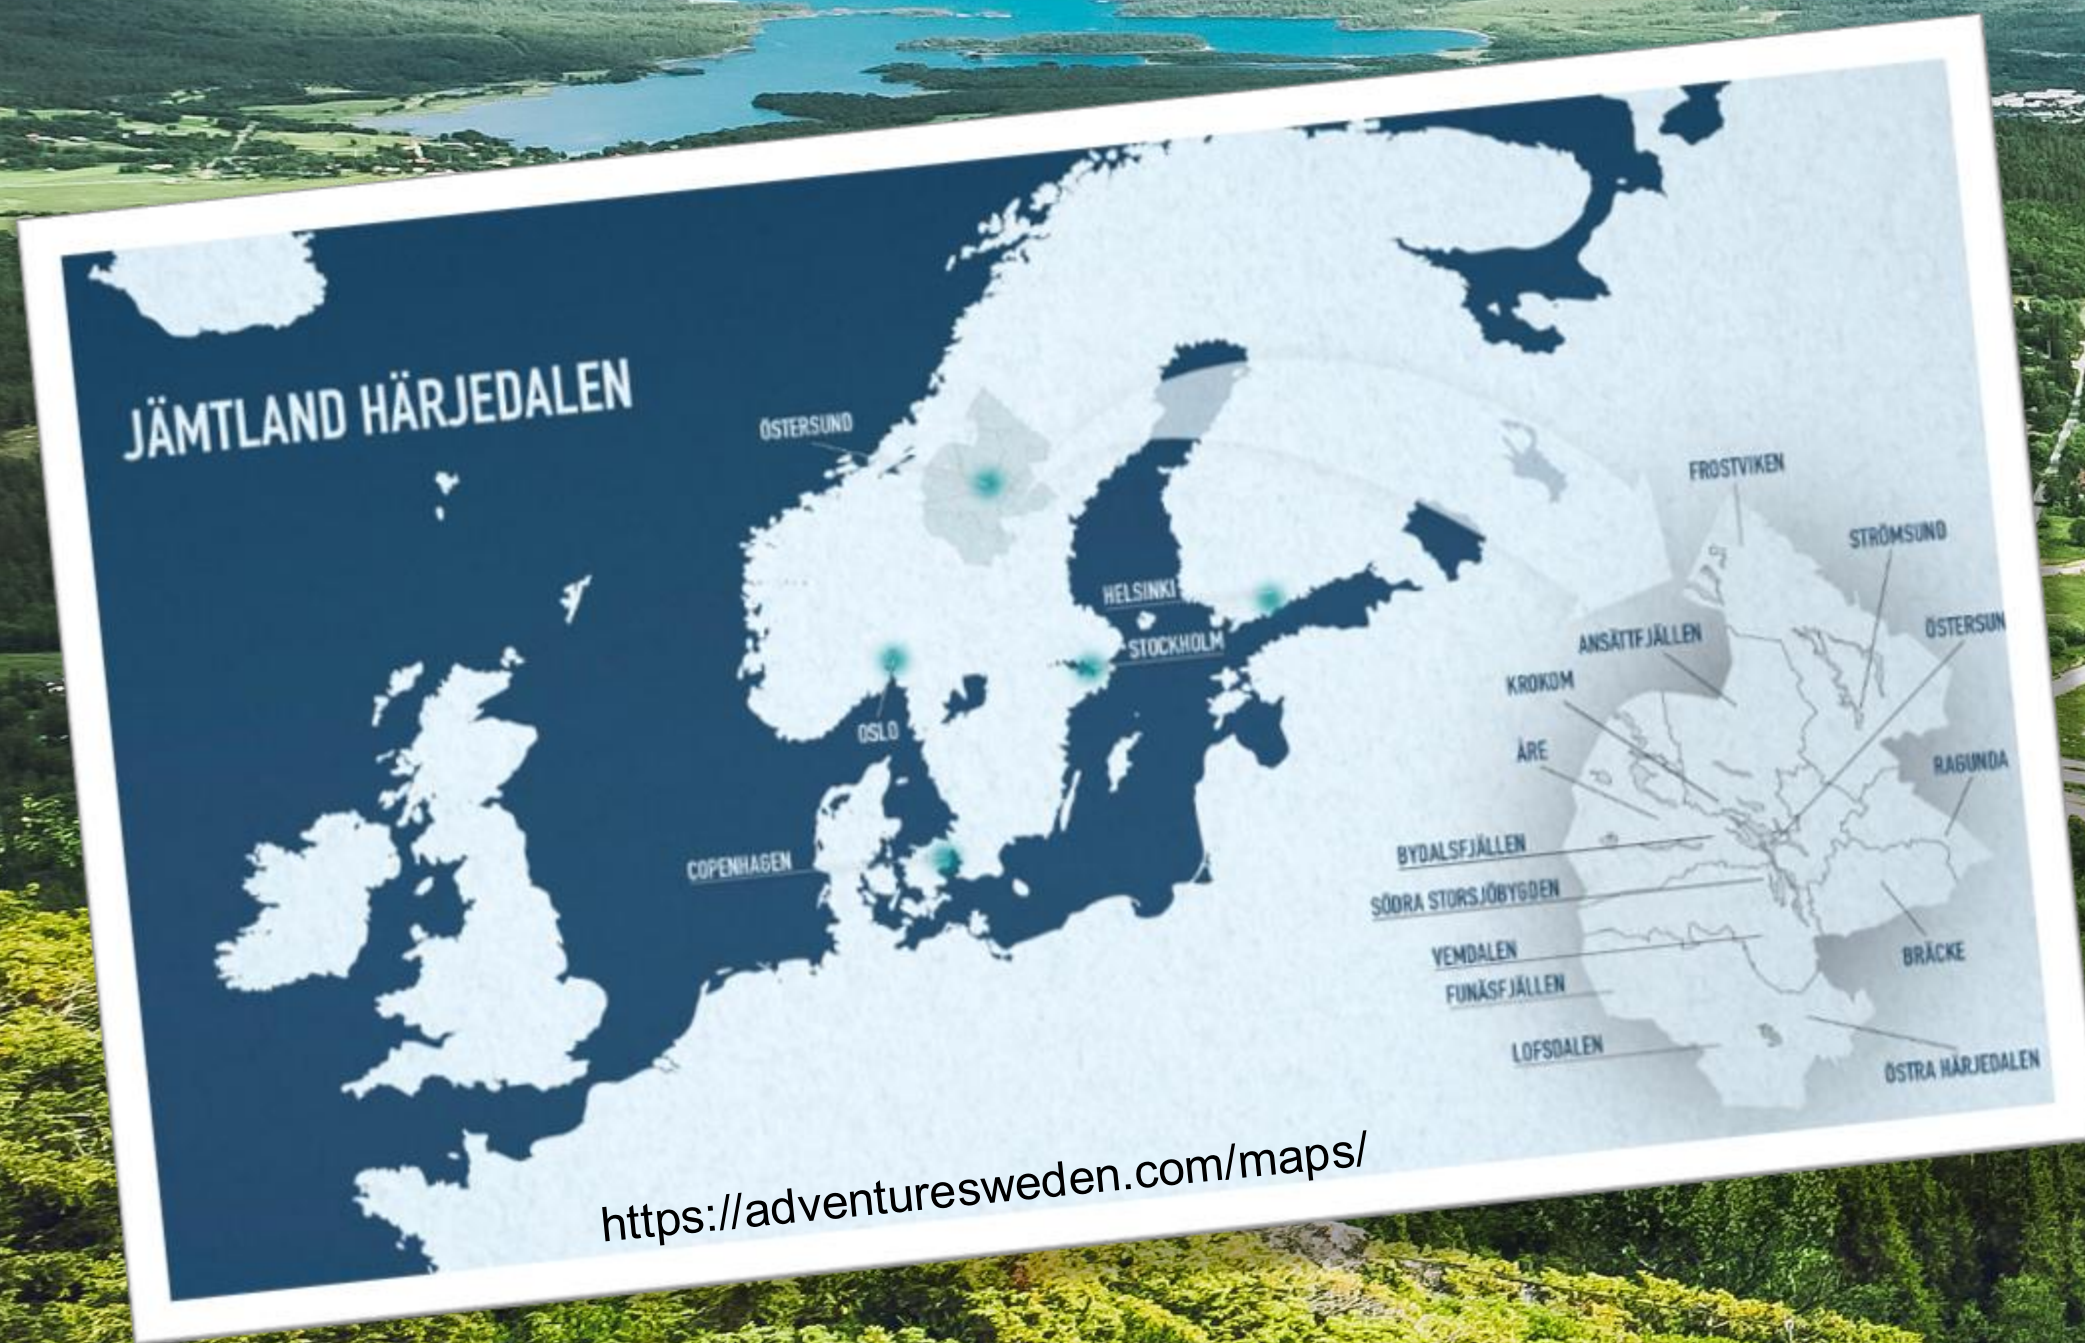 JÄMTLAND HÄRJEDALEN
ÖSTERSUND
HELSINKI
STOCKHOLM
OSLO
COPENHAGEN
FROSTVIKEN
STRÖMSUND
ÖSTERSUN
ANSÄTTFJÄLLEN
KROKOM
ÅRE
RAGUNDA
BYDALSFJÄLLEN
SÖDRA STORSJÖBYGDEN
VEMDALEN
BRÄCKE
FUNÄSFJÄLLEN
LOFSDALEN
ÖSTRA HÄRJEDALEN
https://adventuresweden.com/maps/